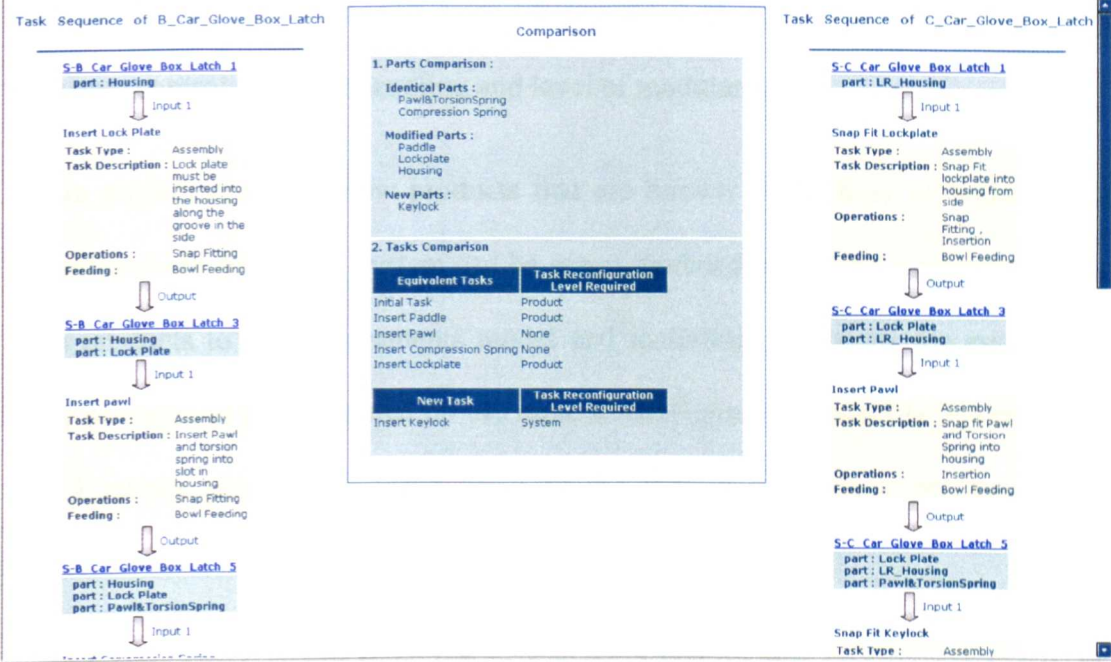 Task Sequence of B_Car_Glove_Box_Latch
S-B Car Glove Box Latch 1
part : Housing
Input 1
Insert Lock Plate
Task Type : Assembly
Task Description : Lock plate
must be
inserted into
the housing
along the
groove in the
side
Operations : Snap Fitting
Feeding : Bowl Feeding
Output
S-B Car Glove Box Latch 3
part : Housing
part : Lock Plate
Input 1
Insert pawl
Task Type : Assembly
Task Description : Insert Pawl
and torsion
spring into
slot in
housing
Operations : Snap Fitting
Feeding : Bowl Feeding
Output
S-B Car Glove Box Latch 5
part : Housing
part : Lock Plate
part : Pawl&TorsionSpring
Input 1
Comparison
1. Parts Comparison :
Identical Parts :
Pawl&TorsionSpring
Compression Spring
Modified Parts :
Paddle
Lockplate
Housing
New Parts :
Keylock
2. Tasks Comparison
Equivalent Tasks Task Reconfiguration
Level Required
Initial Task Product
Insert Paddle Product
Insert Pawl None
Insert Compression Spring None
Insert Lockplate Product
New Task Task Reconfiguration
Level Required
Insert Keylock System
Task Sequence of C_Car_Glove_Box_Latch
S-C Car Glove Box Latch 1
part : LR_Housing
Input 1
Snap Fit Lockplate
Task Type : Assembly
Task Description : Snap Fit
lockplate into
housing from
side
Operations : Snap
Fitting ,
Insertion
Feeding : Bowl Feeding
Output
S-C Car Glove Box Latch 3
part : Lock Plate
part : LR_Housing
Input 1
Insert Pawl
Task Type : Assembly
Task Description : Snap fit Pawl
and Torsion
Spring into
housing
Operations : Insertion
Feeding : Bowl Feeding
Output
S-C Car Glove Box Latch 5
part : Lock Plate
part : LR_Housing
part : Pawl&TorsionSpring
Input 1
Snap Fit Keylock
Task Type : Assembly